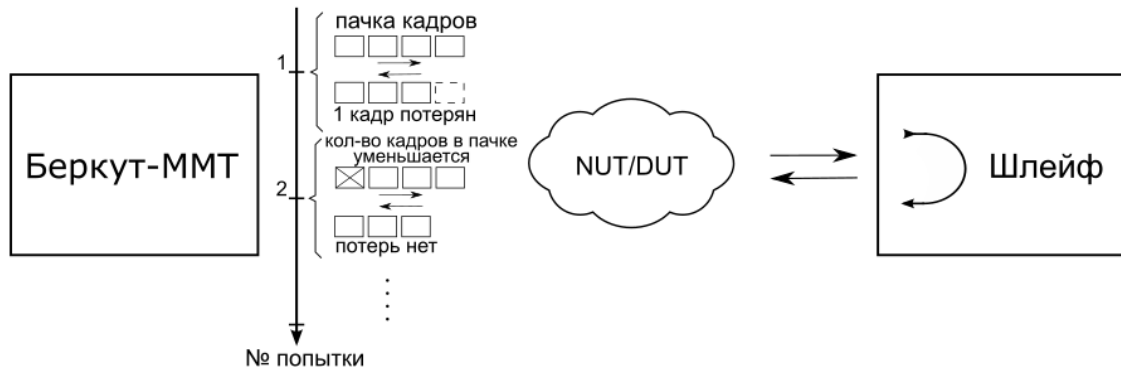 пачка кадров
1
1 кадр потерян
кол-во кадров в пачке
уменьшается
2
потерь нет
№ попытки
Беркут-ММТ
NUT/DUT
Шлейф